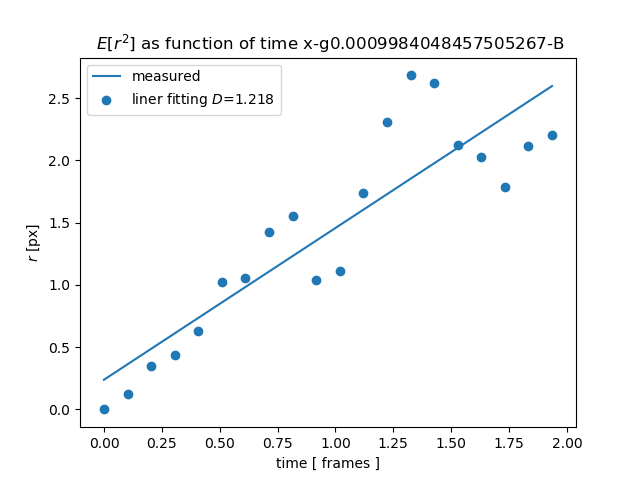 E[r²] as function of time x-g0.0009984048457505267-B
measured
liner fitting D=1.218
r [px]
2.5
2.0
1.5
1.0
0.5
0.0
0.00 0.25 0.50 0.75 1.00 1.25 1.50 1.75 2.00
time [ frames ]